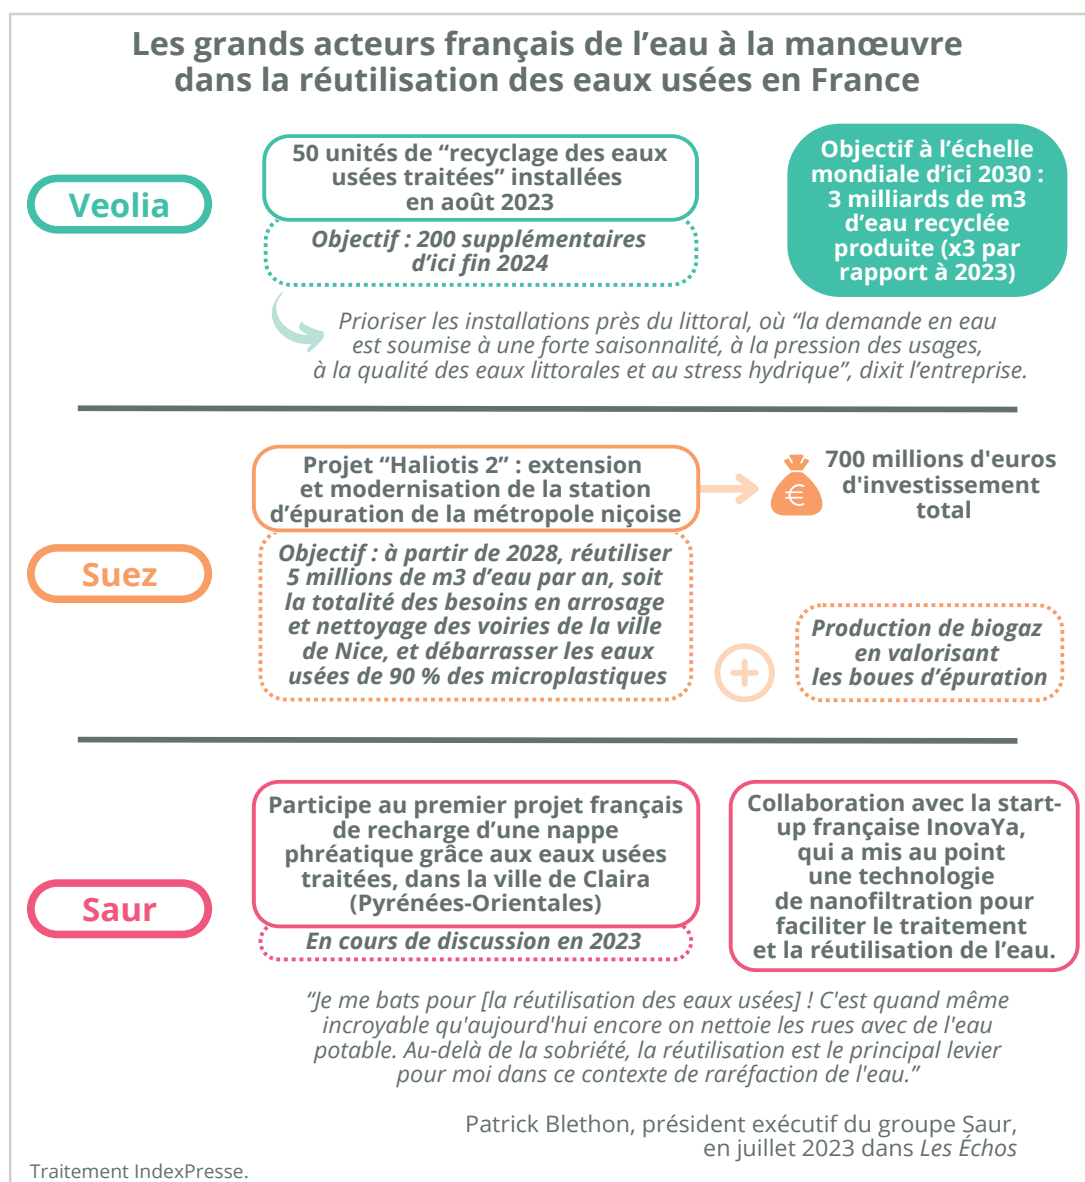 Les grands acteurs français de l’eau à la manœuvre
dans la réutilisation des eaux usées en France
Veolia
50 unités de “recyclage des eaux
usées traitées” installées
en août 2023
Objectif : 200 supplémentaires
d’ici fin 2024
Objectif à l’échelle
mondiale d’ici 2030 :
3 milliards de m3
d’eau recyclée
produite (x3 par
rapport à 2023)
Prioriser les installations près du littoral, où “la demande en eau
est soumise à une forte saisonnalité, à la pression des usages,
à la qualité des eaux littorales et au stress hydrique”, dixit l’entreprise.
Suez
Projet “Haliotis 2” : extension
et modernisation de la station
d’épuration de la métropole niçoise
€
700 millions d'euros
d'investissement
total
Objectif : à partir de 2028, réutiliser
5 millions de m3 d’eau par an, soit
la totalité des besoins en arrosage
et nettoyage des voiries de la ville
de Nice, et débarrasser les eaux
usées de 90 % des microplastiques
+
Production de biogaz
en valorisant
les boues d’épuration
Saur
Participe au premier projet français
de recharge d’une nappe
phréatique grâce aux eaux usées
traitées, dans la ville de Claira
(Pyrénées-Orientales)
En cours de discussion en 2023
Collaboration avec la start-
up française InovaYa,
qui a mis au point
une technologie
de nanofiltration pour
faciliter le traitement
et la réutilisation de l’eau.
“Je me bats pour [la réutilisation des eaux usées] ! C'est quand même
incroyable qu'aujourd'hui encore on nettoie les rues avec de l'eau
potable. Au-delà de la sobriété, la réutilisation est le principal levier
pour moi dans ce contexte de raréfaction de l'eau.”
Patrick Blethon, président exécutif du groupe Saur,
en juillet 2023 dans Les Échos
Traitement IndexPresse.